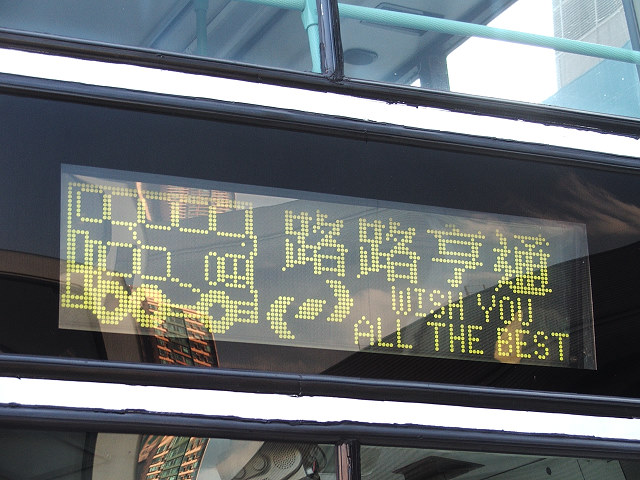 路路亨通
WISH YOU
ALL THE BEST